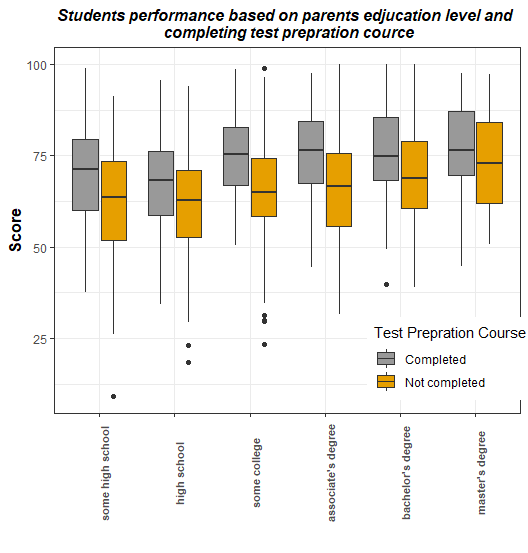 Students performance based on parents edjucation level and
completing test prepration cource
100
75
50
25
Score
Test Prepration Course
Completed
Not completed
some high school
high school
some college
associate's degree
bachelor's degree
master's degree